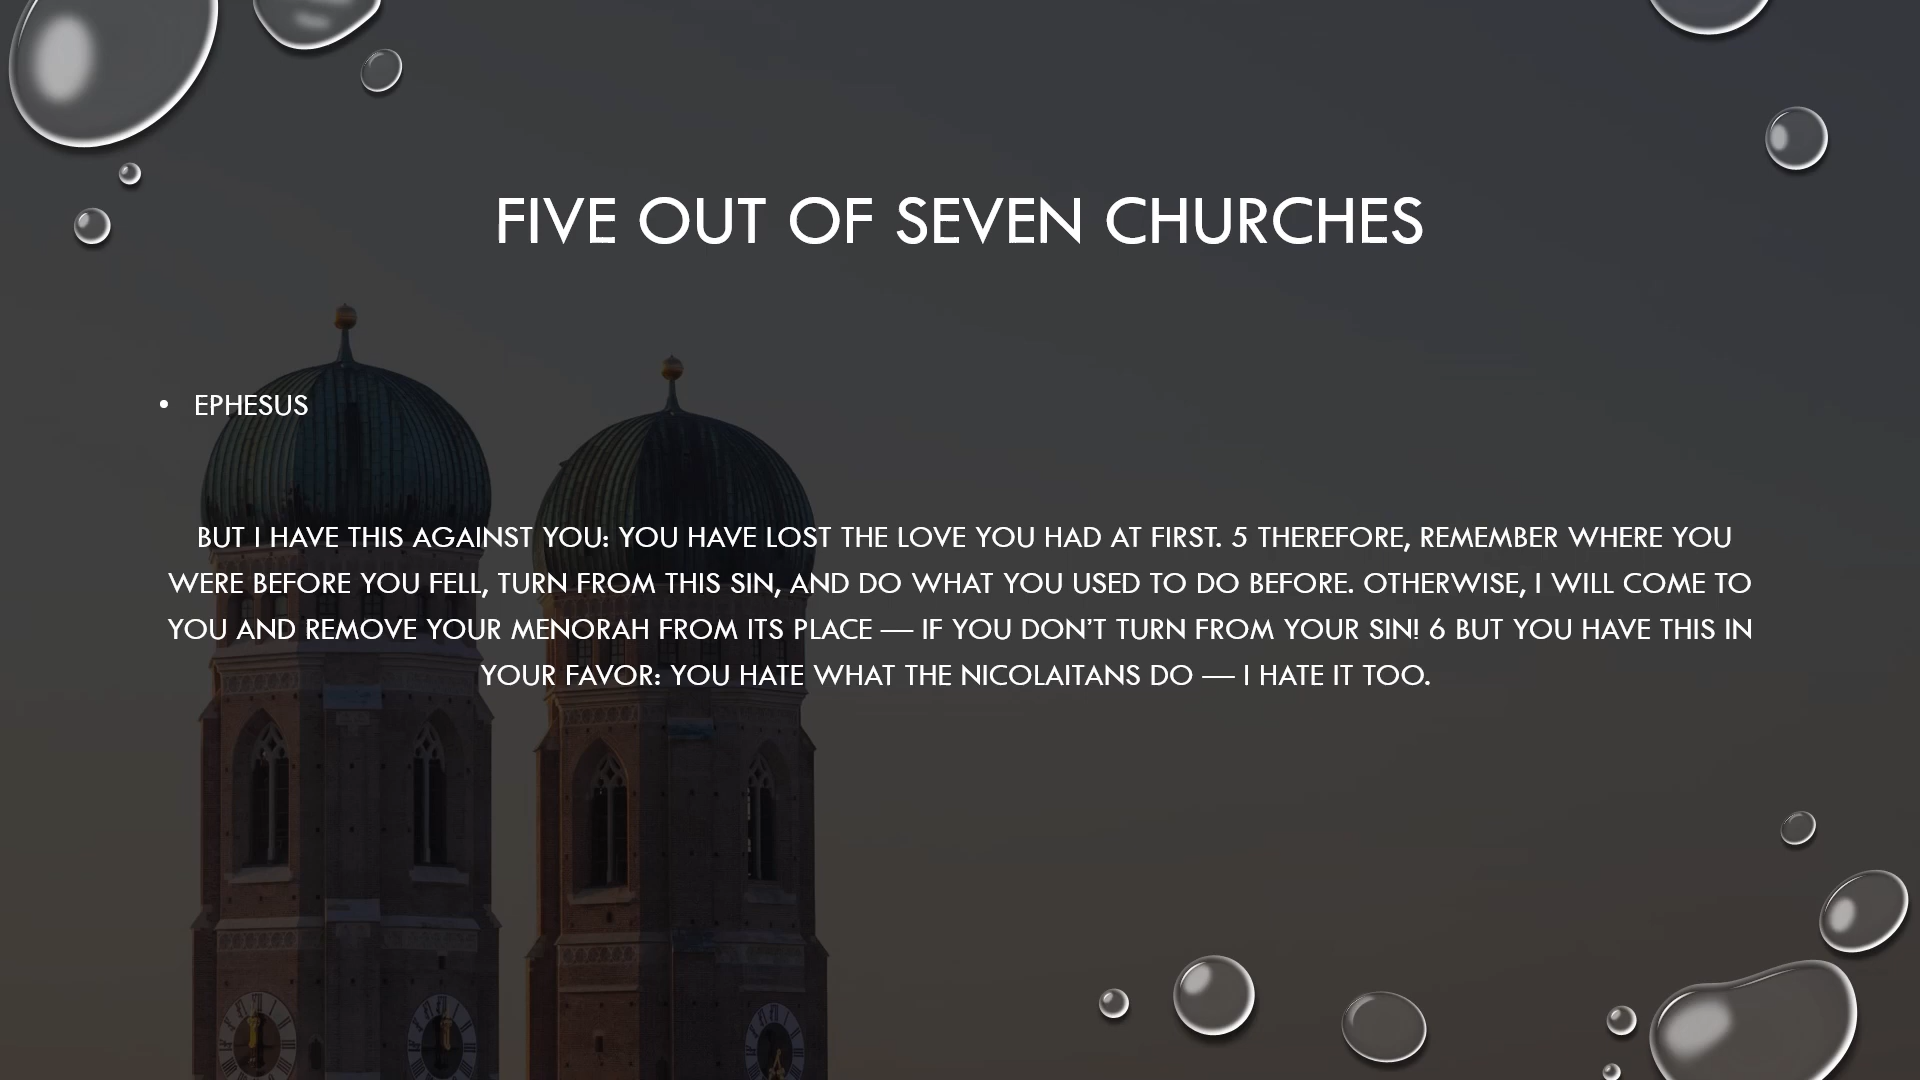 FIVE OUT OF SEVEN CHURCHES
• EPHESUS
BUT I HAVE THIS AGAINST YOU: YOU HAVE LOST THE LOVE YOU HAD AT FIRST. 5 THEREFORE, REMEMBER WHERE YOU
WERE BEFORE YOU FELL, TURN FROM THIS SIN, AND DO WHAT YOU USED TO DO BEFORE. OTHERWISE, I WILL COME TO
YOU AND REMOVE YOUR MENORAH FROM ITS PLACE — IF YOU DON’T TURN FROM YOUR SIN! 6 BUT YOU HAVE THIS IN
YOUR FAVOR: YOU HATE WHAT THE NICOLAITANS DO — I HATE IT TOO.